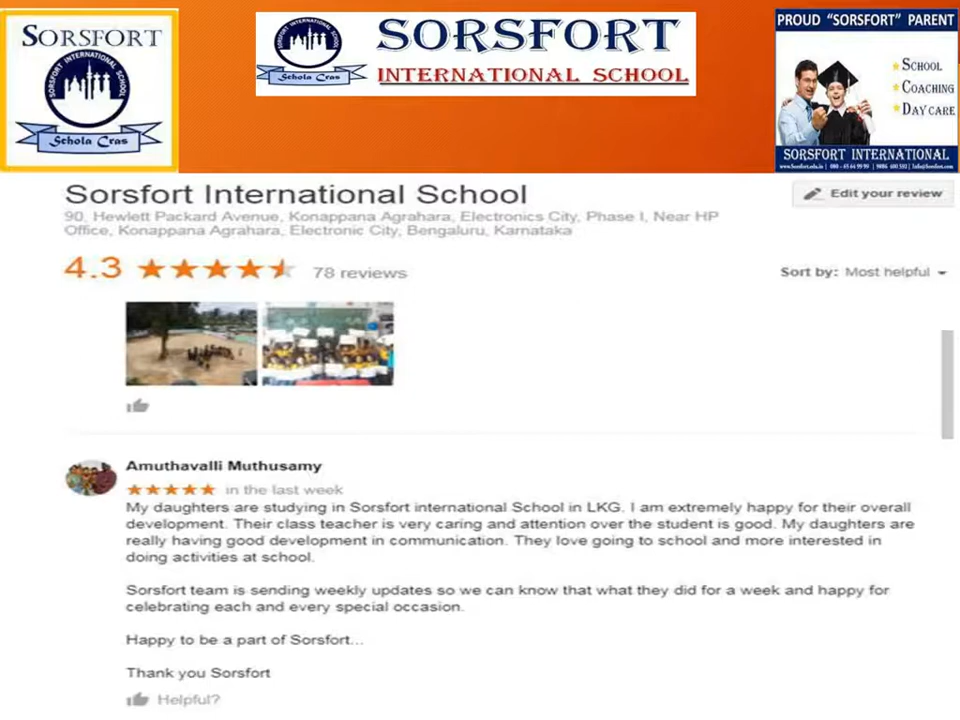 SORSFORT
SORSFORT INTERNATIONAL SCHOOL
Schola Cras
SORSFORT INTERNATIONAL SCHOOL
Schola Cras
SORSFORT
INTERNATIONAL SCHOOL
PROUD "SORSFORT" PARENT
SCHOOL
COACHING
DAY CARE
SORSFORT INTERNATIONAL
Sorsfort International School
Edit your review
90, Hewlett Packard Avenue, Konappana Agrahara, Electronics City, Phase I, Near HP
Office, Konappana Agrahara, Electronic City, Bengaluru, Karnataka
4.3 78 reviews
Sort by: Most helpful
Amuthavalli Muthusamy
in the last week
My daughters are studying in Sorsfort international School in LKG. I am extremely happy for their overall
development. Their class teacher is very caring and attention over the student is good. My daughters are
really having good development in communication. They love going to school and more interested in
doing activities at school.
Sorsfort team is sending weekly updates so we can know that what they did for a week and happy for
celebrating each and every special occasion.
Happy to be a part of Sorsfort...
Thank you Sorsfort
Helpful?